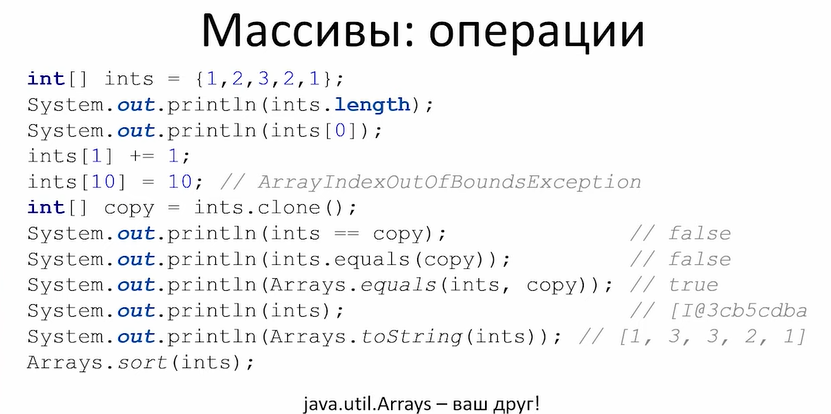 Массивы: операции
int[] ints = {1,2,3,2,1};
System.out.println(ints.length);
System.out.println(ints[0]);
ints[1] += 1;
ints[10] = 10; // ArrayIndexOutOfBoundsException
int[] copy = ints.clone();
System.out.println(ints == copy); // false
System.out.println(ints.equals(copy)); // false
System.out.println(Arrays.equals(ints, copy)); // true
System.out.println(ints); // [I@3cb5cdba
System.out.println(Arrays.toString(ints)); // [1, 3, 3, 2, 1]
Arrays.sort(ints);
java.util.Arrays – ваш друг!